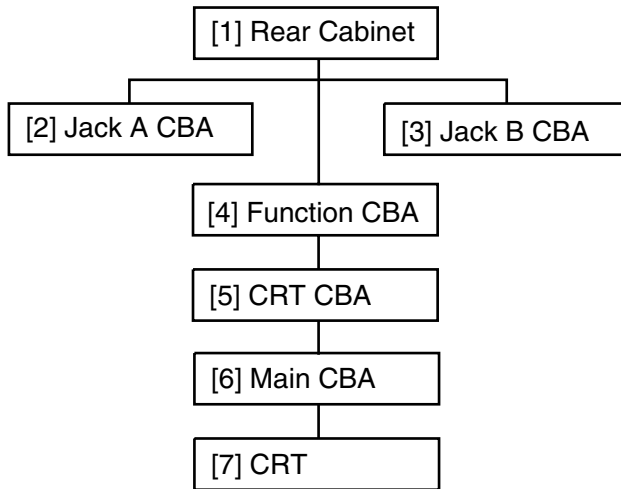 [1] Rear Cabinet
[2] Jack A CBA
[3] Jack B CBA
[4] Function CBA
[5] CRT CBA
[6] Main CBA
[7] CRT